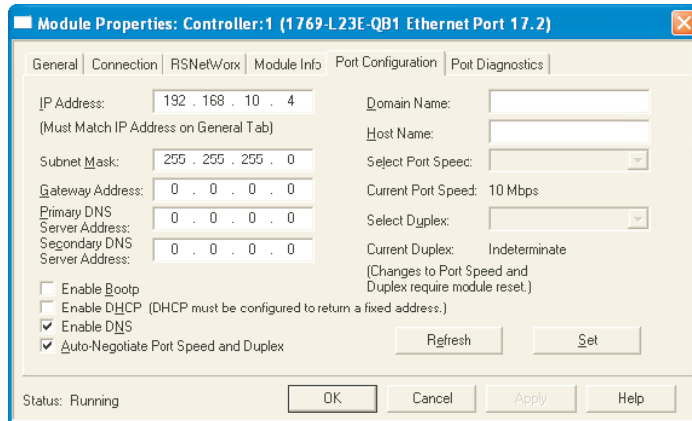 Module Properties: Controller:1 (1769-L23E-QB1 Ethernet Port 17.2)
General Connection RSNetWorx Module Info Port Configuration Port Diagnostics
IP Address: 192 . 168 . 10 . 4
(Must Match IP Address on General Tab)
Subnet Mask: 255 . 255 . 255 . 0
Gateway Address: 0 . 0 . 0 . 0
Primary DNS
Server Address: 0 . 0 . 0 . 0
Secondary DNS
Server Address: 0 . 0 . 0 . 0
Domain Name:
Host Name:
Select Port Speed:
Current Port Speed: 10 Mbps
Select Duplex:
Current Duplex: Indeterminate
(Changes to Port Speed and
Duplex require module reset.)
Enable Bootp
Enable DHCP (DHCP must be configured to return a fixed address.)
Enable DNS
Auto-Negotiate Port Speed and Duplex
Refresh Set
Status: Running
OK Cancel Apply Help